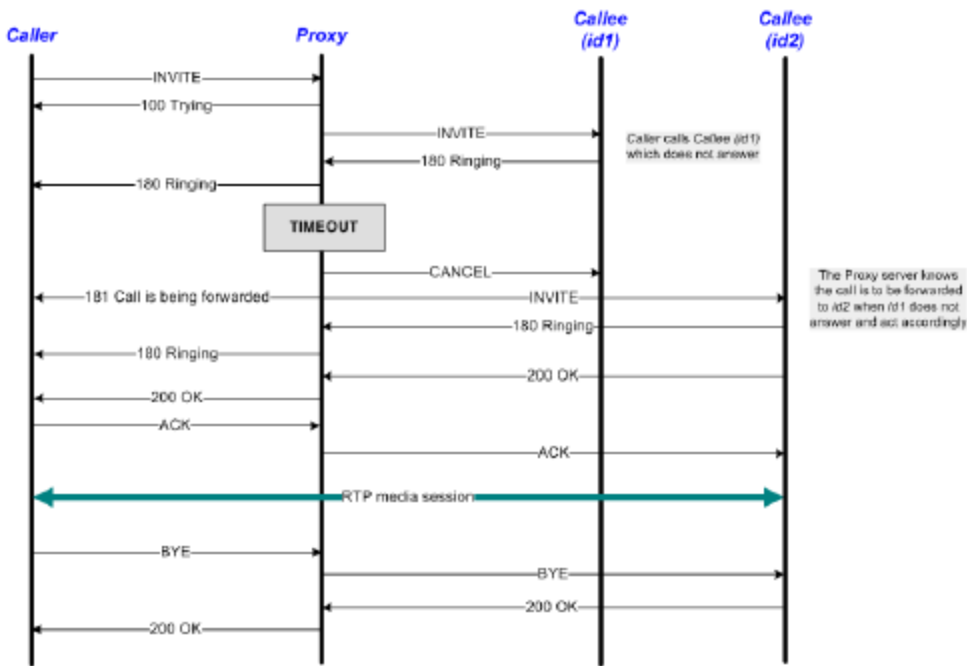 Caller
Proxy
Callee
(id1)
Callee
(id2)
INVITE
100 Trying
INVITE
Caller calls Callee (id1)
which does not answer
180 Ringing
180 Ringing
TIMEOUT
CANCEL
The Proxy server knows
the call is to be forwarded
to id2 when id1 does not
answer and act accordingly
181 Call is being forwarded
INVITE
180 Ringing
180 Ringing
200 OK
200 OK
ACK
ACK
RTP media session
BYE
BYE
200 OK
200 OK